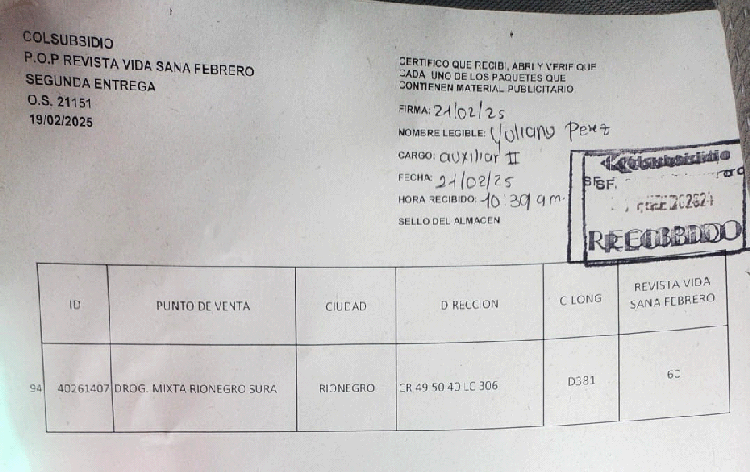 COLSUBSIDIO
P.O.P REVISTA VIDA SANA FEBRERO
SEGUNDA ENTREGA
O.S. 21151
19/02/2025
CERTIFICO QUE RECIBI, ABRI Y VERIF QUE
CADA UNO DE LOS PAQUETES QUE
CONTIENEN MATERIAL PUBLICITARIO
FIRMA: 21/02/25
NOMBRE LEGIBLE: Yuliana Perez
CARGO: auxiliar II
FECHA: 21/02/25
HORA RECIBIDO: 10:39 am.
SELLO DEL ALMACEN
Colsubsidio
RECIBIDO
ID PUNTO DE VENTA CIUDAD DIRECCION C LONG REVISTA VIDA SANA FEBRERO
94 40261407 DROG. MIXTA RIONEGRO SURA RIONEGRO CR 49 50 40 LC 306 D381